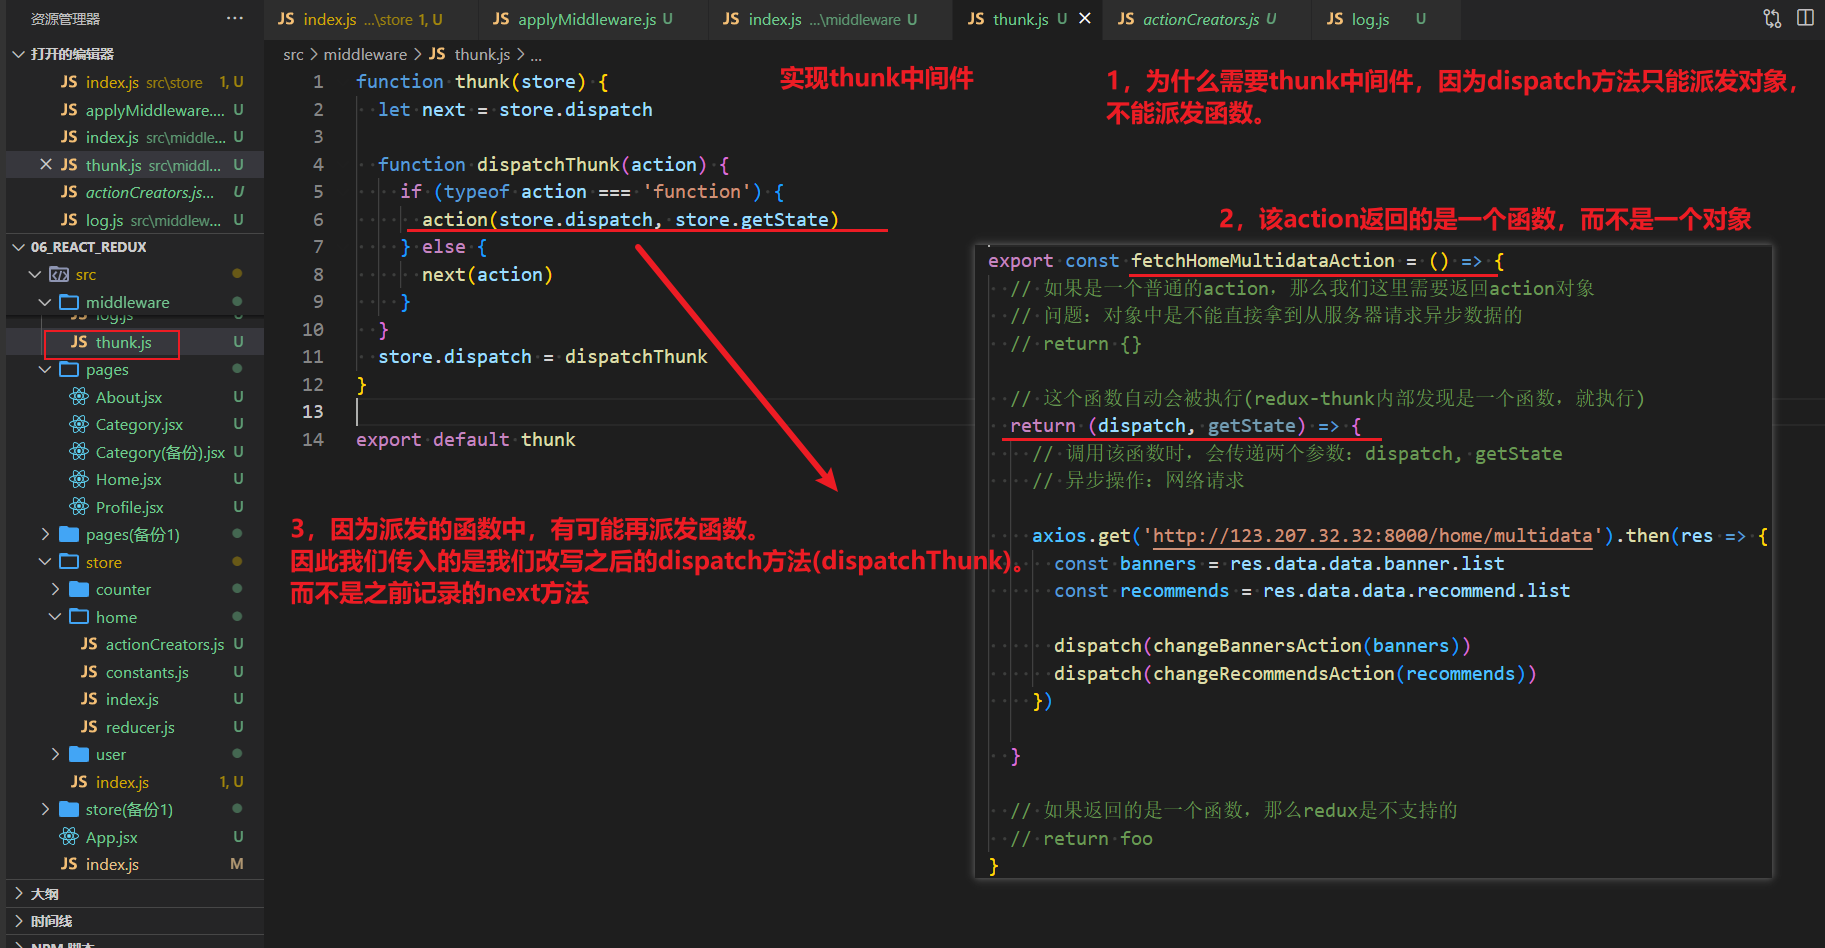 资源管理器 ···
打开的编辑器
JS index.js src\store 1, U
JS applyMiddleware.... U
JS index.js src\middle... U
JS thunk.js src\middl... U
JS actionCreators.js... U
JS log.js src\middlew... U
06_REACT_REDUX
src
middleware
JS log.js U
JS thunk.js U
pages
About.jsx U
Category.jsx U
Category(备份).jsx U
Home.jsx U
Profile.jsx U
pages(备份1)
store
counter
home
JS actionCreators.js U
JS constants.js U
JS index.js U
JS reducer.js U
user
JS index.js 1, U
store(备份1)
App.jsx U
JS index.js M
大纲
时间线
NPM 脚本
JS index.js ...\store 1, U JS applyMiddleware.js U JS index.js ...\middleware U JS thunk.js U JS actionCreators.js U JS log.js U
src > middleware > JS thunk.js > ...
1 function thunk(store) {
2 let next = store.dispatch
3
4 function dispatchThunk(action) {
5 if (typeof action === 'function') {
6 action(store.dispatch, store.getState)
7 } else {
8 next(action)
9 }
10 }
11 store.dispatch = dispatchThunk
12 }
13
14 export default thunk
实现thunk中间件
1，为什么需要thunk中间件，因为dispatch方法只能派发对象，
不能派发函数。
2，该action返回的是一个函数，而不是一个对象
export const fetchHomeMultidataAction = () => {
// 如果是一个普通的action，那么我们这里需要返回action对象
// 问题：对象中是不能直接拿到从服务器请求异步数据的
// return {}
// 这个函数自动会被执行(redux-thunk内部发现是一个函数，就执行)
return (dispatch, getState) => {
// 调用该函数时，会传递两个参数：dispatch, getState
// 异步操作：网络请求
axios.get('http://123.207.32.32:8000/home/multidata').then(res => {
const banners = res.data.data.banner.list
const recommends = res.data.data.recommend.list
dispatch(changeBannersAction(banners))
dispatch(changeRecommendsAction(recommends))
})
}
// 如果返回的是一个函数，那么redux是不支持的
// return foo
}
3，因为派发的函数中，有可能再派发函数。
因此我们传入的是我们改写之后的dispatch方法(dispatchThunk)。
而不是之前记录的next方法